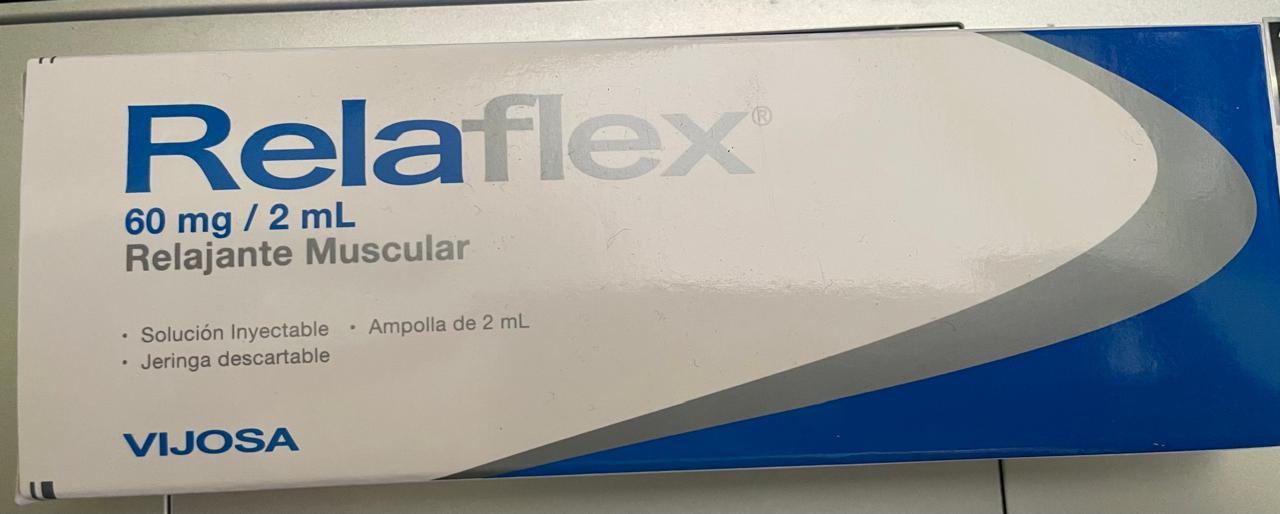 Relaflex®
60 mg / 2 mL
Relajante Muscular
• Solución Inyectable • Ampolla de 2 mL
• Jeringa descartable
VIJOSA